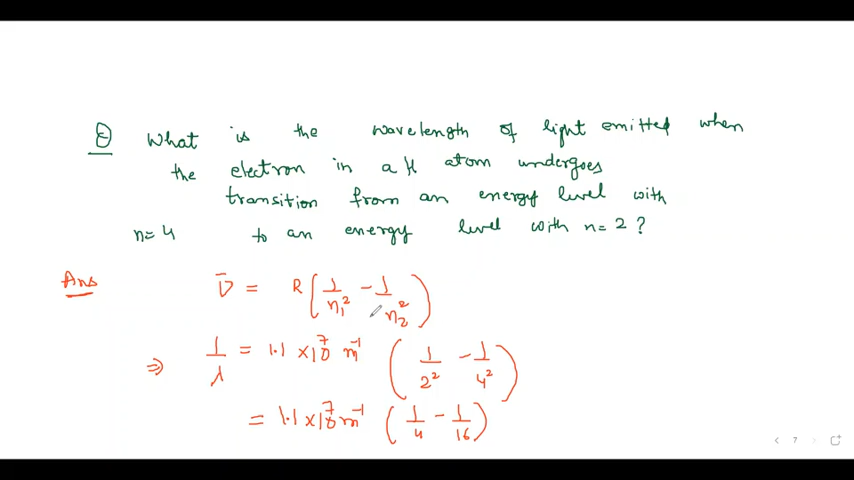 Q What is the wavelength of light emitted when
the electron in a H atom undergoes
transition from an energy level with
n=4 to an energy level with n=2?
Ans ν̄ = R(1/n₁² - 1/n₂²)
⇒ 1/λ = 1.1×10⁷ m⁻¹ (1/2² - 1/4²)
= 1.1×10⁷ m⁻¹ (1/4 - 1/16)
< 7 >